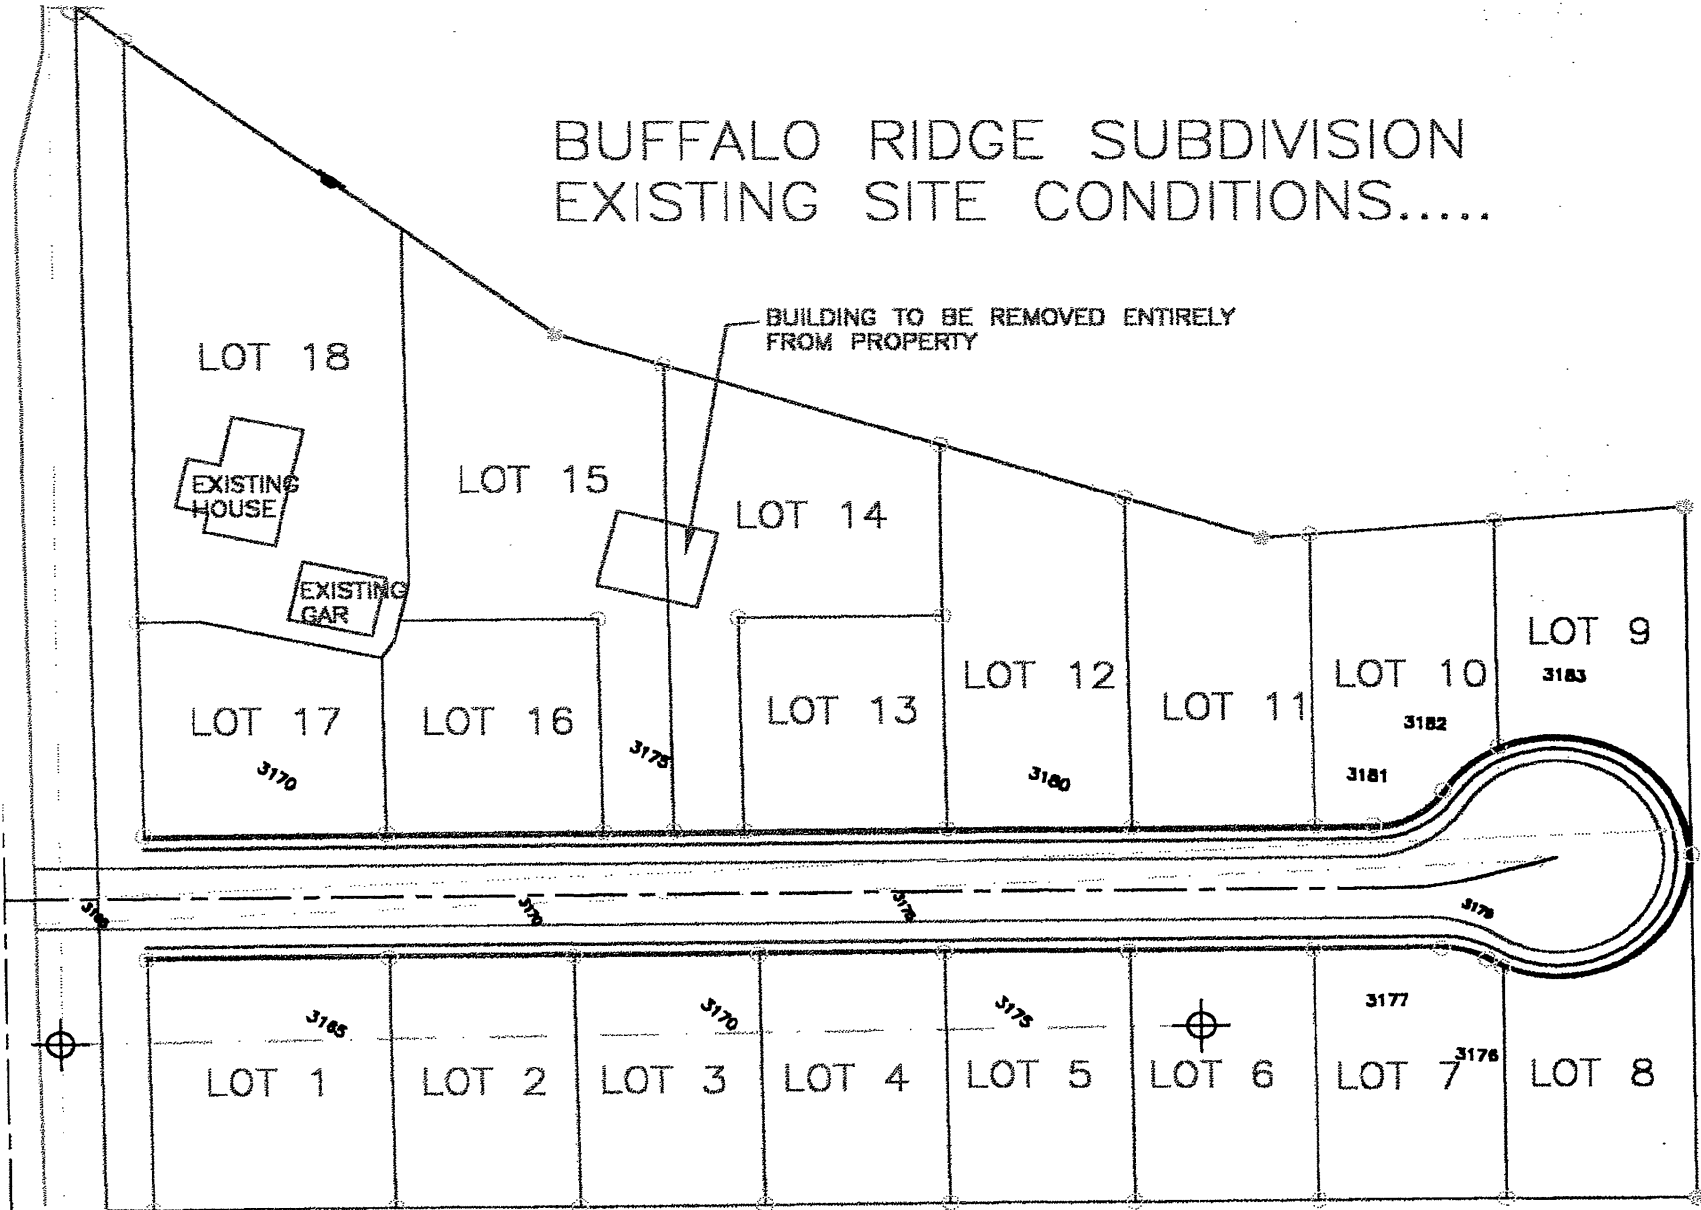 BUFFALO RIDGE SUBDIVISION
EXISTING SITE CONDITIONS.....
BUILDING TO BE REMOVED ENTIRELY
FROM PROPERTY
LOT 18
EXISTING
HOUSE
EXISTING
GAR
LOT 15
LOT 14
LOT 9
3183
LOT 12
LOT 10
3182
LOT 17
3170
LOT 16
3175
LOT 13
3180
LOT 11
3181
3170
3175
3179
3165
3170
3175
3177
3176
LOT 1
LOT 2
LOT 3
LOT 4
LOT 5
LOT 6
LOT 7
LOT 8